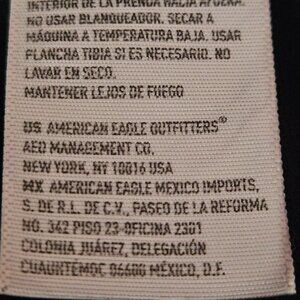 INTERIOR DE LA PRENDA HACIA AFUERA.
NO USAR BLANQUEADOR. SECAR A
MÁQUINA A TEMPERATURA BAJA. USAR
PLANCHA TIBIA SI ES NECESARIO. NO
LAVAR EN SECO.
MANTENER LEJOS DE FUEGO
US AMERICAN EAGLE OUTFITTERS®
AEO MANAGEMENT CO.
NEW YORK, NY 10016 USA
MX AMERICAN EAGLE MEXICO IMPORTS,
S. DE R.L. DE C.V., PASEO DE LA REFORMA
NO. 342 PISO 23-OFICINA 2301
COLONIA JUÁREZ, DELEGACIÓN
CUAUHTEMOC 06600 MÉXICO, D.F.